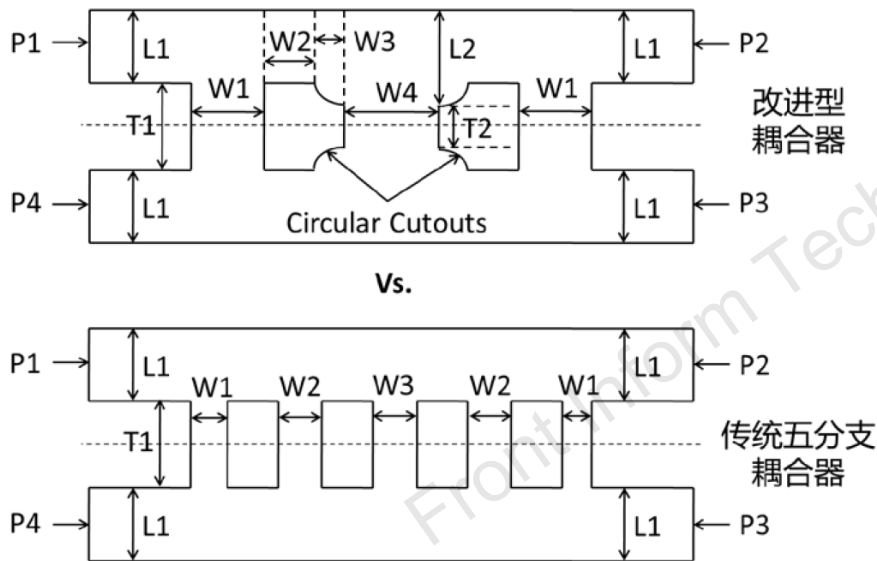 P1
L1
W2
W3
L2
L1
P2
W1
W4
W1
T1
T2
改进型
耦合器
P4
L1
Circular Cutouts
L1
P3
Vs.
P1
L1
L1
P2
W1
W2
W3
W2
W1
T1
传统五分支
耦合器
P4
L1
L1
P3
Front Inform Tech